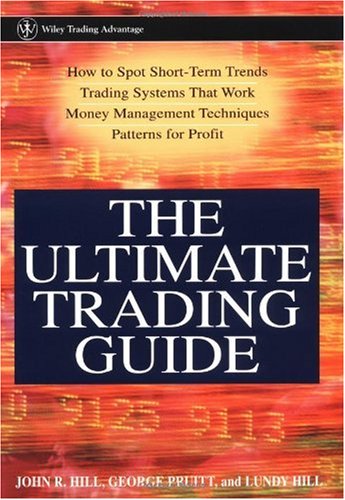 Wiley Trading Advantage
How to Spot Short-Term Trends
Trading Systems That Work
Money Management Techniques
Patterns for Profit
THE
ULTIMATE
TRADING
GUIDE
JOHN R. HILL, GEORGE PRUITT, and LUNDY HILL